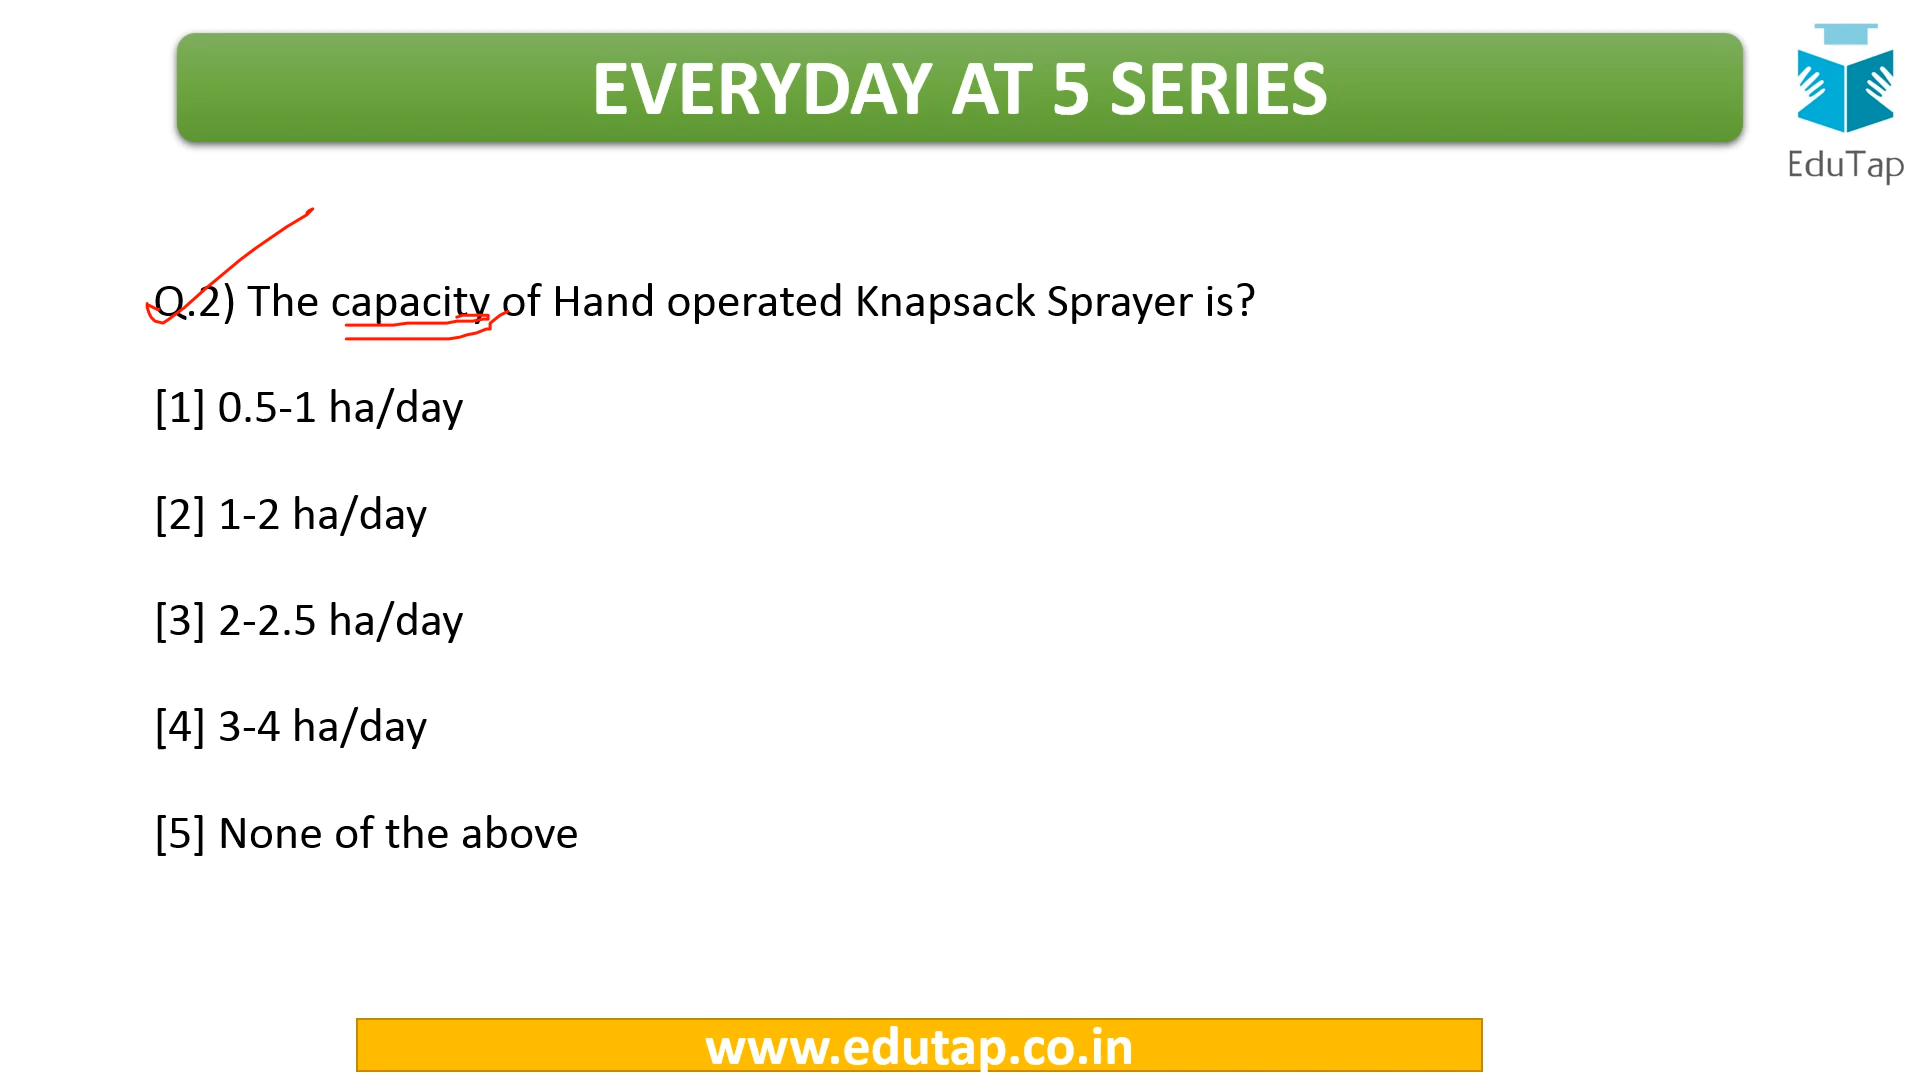 EVERYDAY AT 5 SERIES
EduTap
Q.2) The capacity of Hand operated Knapsack Sprayer is?
[1] 0.5-1 ha/day
[2] 1-2 ha/day
[3] 2-2.5 ha/day
[4] 3-4 ha/day
[5] None of the above
www.edutap.co.in